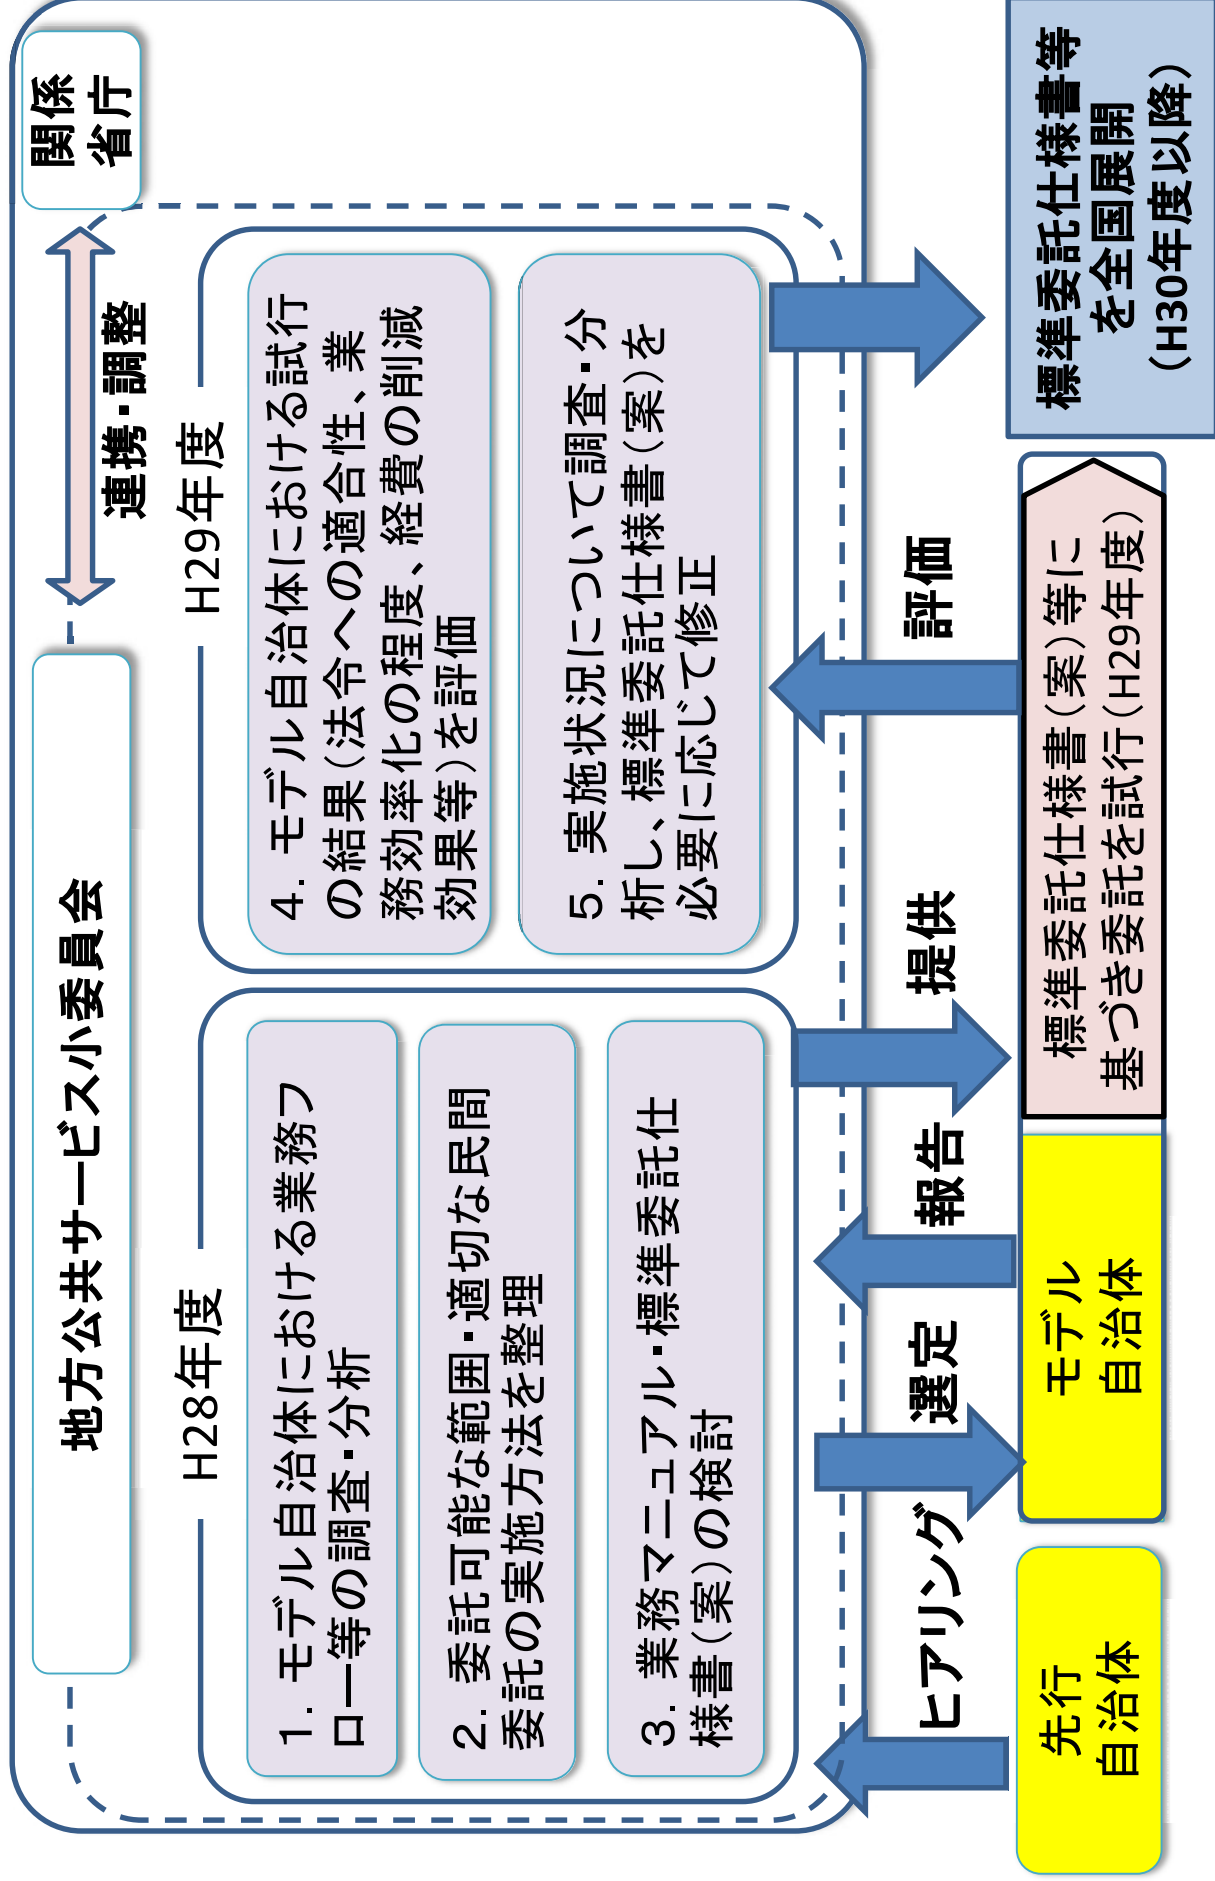 地方公共サービス小委員会
連携・調整
関係
省庁
H28年度
1．モデル自治体における業務フ
ロー等の調査・分析
2．委託可能な範囲・適切な民間
委託の実施方法を整理
3．業務マニュアル・標準委託仕
様書（案）の検討
H29年度
4．モデル自治体における試行
の結果（法令への適合性、業
務効率化の程度、経費の削減
効果等）を評価
5．実施状況について調査・分
析し、標準委託仕様書（案）を
必要に応じて修正
ヒアリング
選定
報告
提供
評価
先行
自治体
モデル
自治体
標準委託仕様書（案）等に
基づき委託を試行（H29年度）
標準委託仕様書等
を全国展開
（H30年度以降）